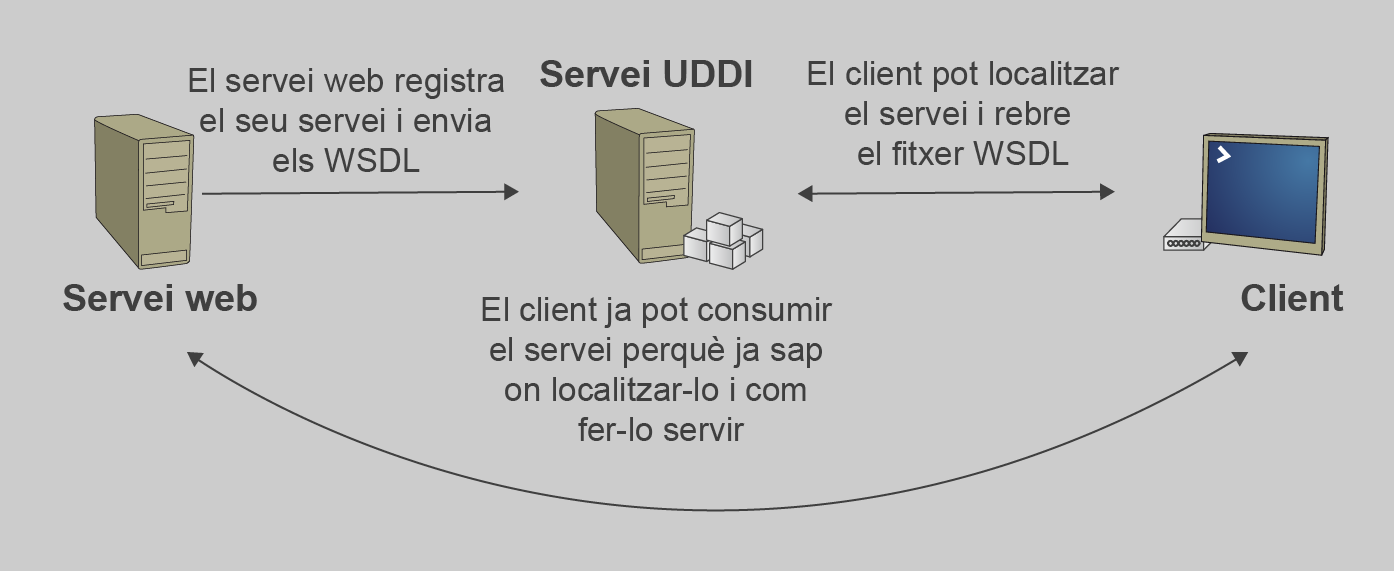 El servei web registra
el seu servei i envia
els WSDL
Servei UDDI
El client pot localitzar
el servei i rebre
el fitxer WSDL
Servei web
El client ja pot consumir
el servei perquè ja sap
on localitzar-lo i com
fer-lo servir
Client